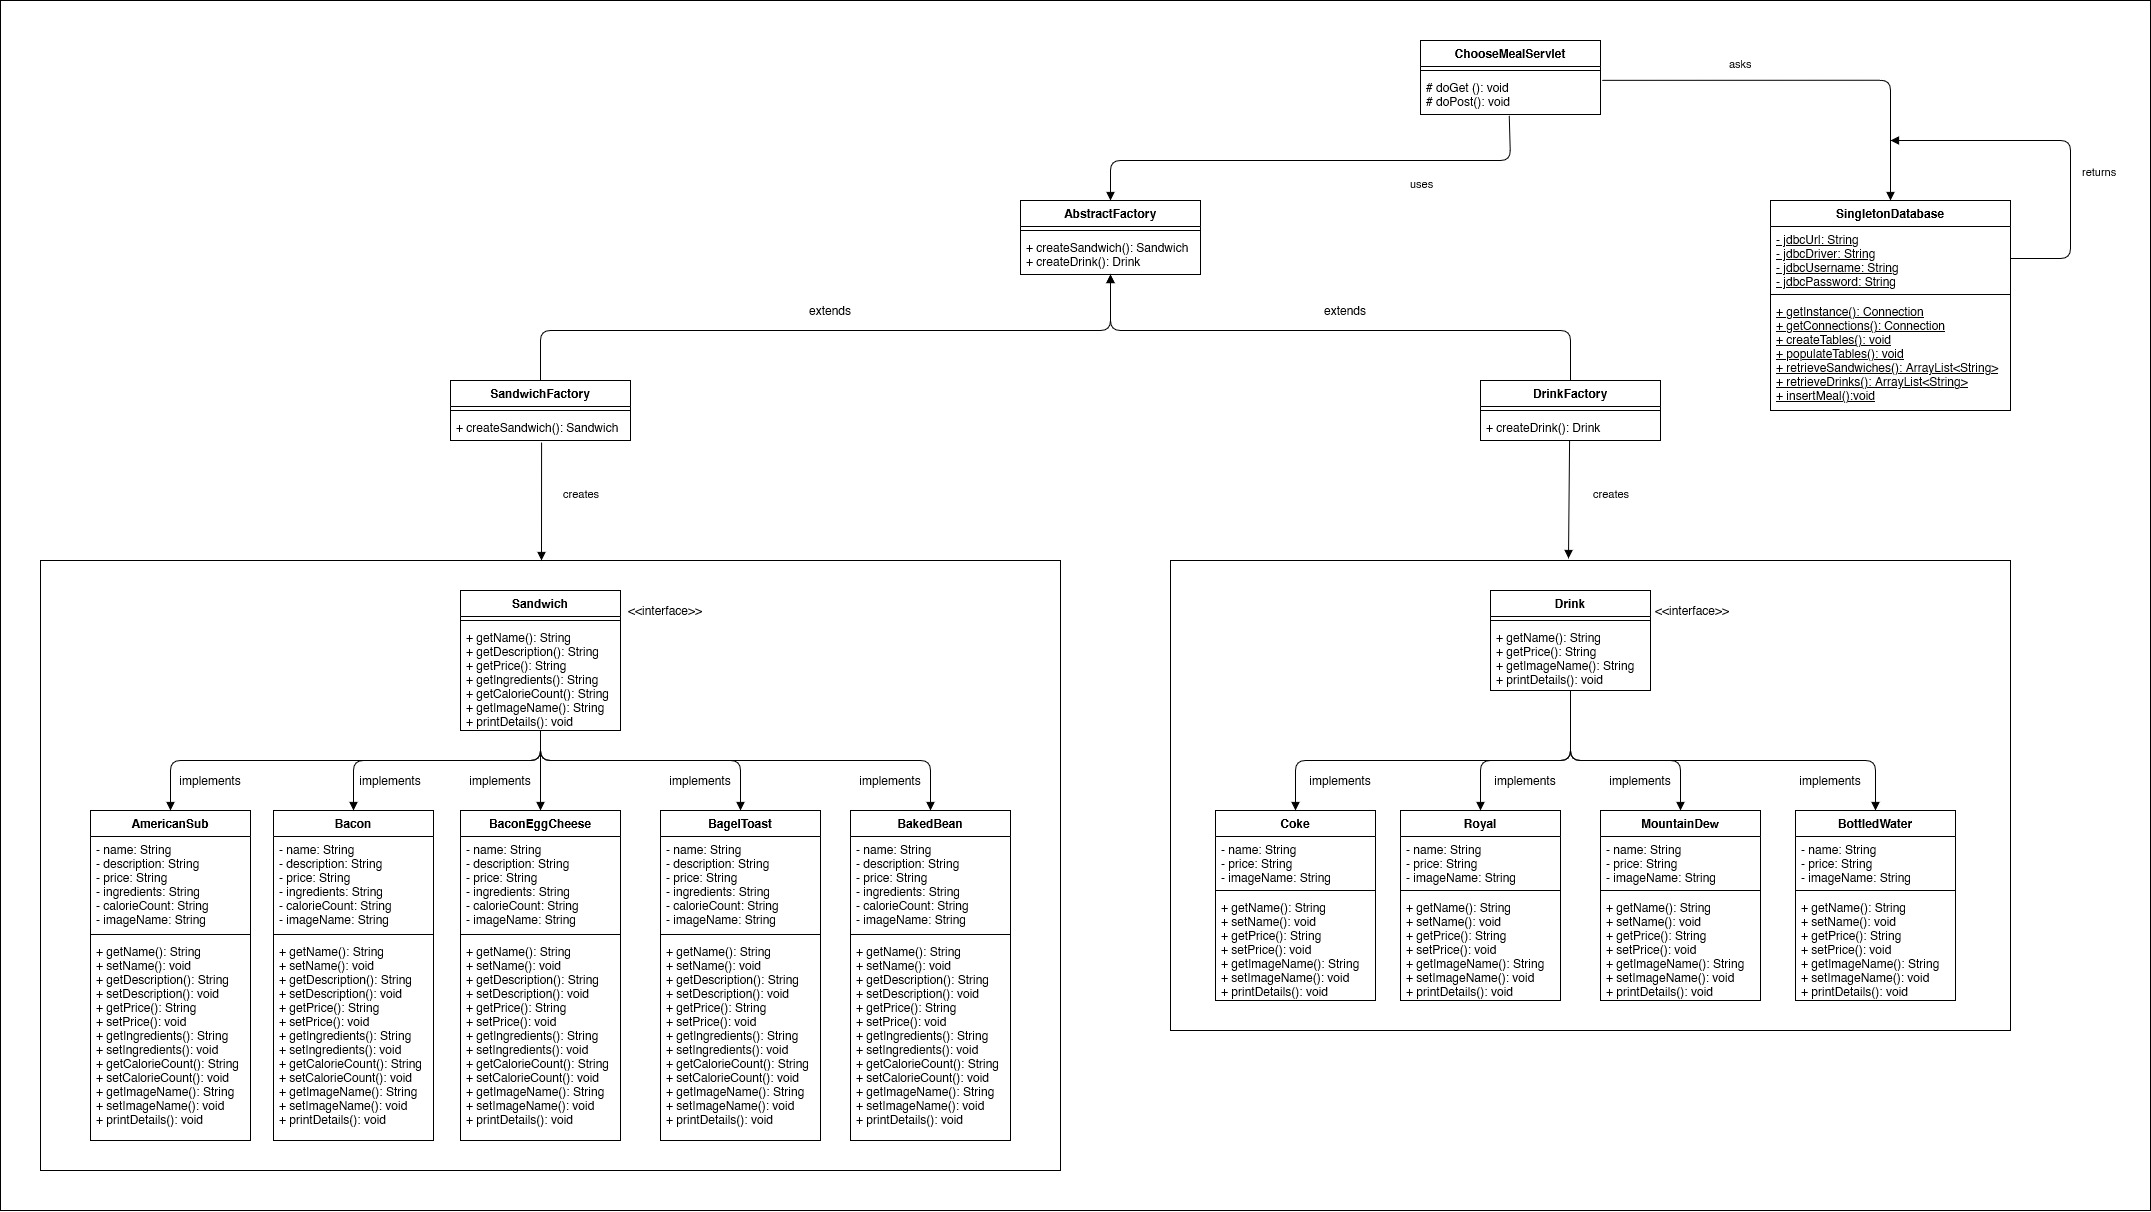 ChooseMealServlet
# doGet (): void
# doPost(): void
asks
uses
returns
AbstractFactory
+ createSandwich(): Sandwich
+ createDrink(): Drink
SingletonDatabase
- jdbcUrl: String
- jdbcDriver: String
- jdbcUsername: String
- jdbcPassword: String
+ getInstance(): Connection
+ getConnections(): Connection
+ createTables(): void
+ populateTables(): void
+ retrieveSandwiches(): ArrayList<String>
+ retrieveDrinks(): ArrayList<String>
+ insertMeal():void
extends
extends
SandwichFactory
+ createSandwich(): Sandwich
DrinkFactory
+ createDrink(): Drink
creates
creates
Sandwich
<<interface>>
+ getName(): String
+ getDescription(): String
+ getPrice(): String
+ getIngredients(): String
+ getCalorieCount(): String
+ getImageName(): String
+ printDetails(): void
Drink
<<interface>>
+ getName(): String
+ getPrice(): String
+ getImageName(): String
+ printDetails(): void
implements
implements
implements
implements
implements
implements
implements
implements
implements
AmericanSub
- name: String
- description: String
- price: String
- ingredients: String
- calorieCount: String
- imageName: String
+ getName(): String
+ setName(): void
+ getDescription(): String
+ setDescription(): void
+ getPrice(): String
+ setPrice(): void
+ getIngredients(): String
+ setIngredients(): void
+ getCalorieCount(): String
+ setCalorieCount(): void
+ getImageName(): String
+ setImageName(): void
+ printDetails(): void
Bacon
- name: String
- description: String
- price: String
- ingredients: String
- calorieCount: String
- imageName: String
+ getName(): String
+ setName(): void
+ getDescription(): String
+ setDescription(): void
+ getPrice(): String
+ setPrice(): void
+ getIngredients(): String
+ setIngredients(): void
+ getCalorieCount(): String
+ setCalorieCount(): void
+ getImageName(): String
+ setImageName(): void
+ printDetails(): void
BaconEggCheese
- name: String
- description: String
- price: String
- ingredients: String
- calorieCount: String
- imageName: String
+ getName(): String
+ setName(): void
+ getDescription(): String
+ setDescription(): void
+ getPrice(): String
+ setPrice(): void
+ getIngredients(): String
+ setIngredients(): void
+ getCalorieCount(): String
+ setCalorieCount(): void
+ getImageName(): String
+ setImageName(): void
+ printDetails(): void
BagelToast
- name: String
- description: String
- price: String
- ingredients: String
- calorieCount: String
- imageName: String
+ getName(): String
+ setName(): void
+ getDescription(): String
+ setDescription(): void
+ getPrice(): String
+ setPrice(): void
+ getIngredients(): String
+ setIngredients(): void
+ getCalorieCount(): String
+ setCalorieCount(): void
+ getImageName(): String
+ setImageName(): void
+ printDetails(): void
BakedBean
- name: String
- description: String
- price: String
- ingredients: String
- calorieCount: String
- imageName: String
+ getName(): String
+ setName(): void
+ getDescription(): String
+ setDescription(): void
+ getPrice(): String
+ setPrice(): void
+ getIngredients(): String
+ setIngredients(): void
+ getCalorieCount(): String
+ setCalorieCount(): void
+ getImageName(): String
+ setImageName(): void
+ printDetails(): void
Coke
- name: String
- price: String
- imageName: String
+ getName(): String
+ setName(): void
+ getPrice(): String
+ setPrice(): void
+ getImageName(): String
+ setImageName(): void
+ printDetails(): void
Royal
- name: String
- price: String
- imageName: String
+ getName(): String
+ setName(): void
+ getPrice(): String
+ setPrice(): void
+ getImageName(): String
+ setImageName(): void
+ printDetails(): void
MountainDew
- name: String
- price: String
- imageName: String
+ getName(): String
+ setName(): void
+ getPrice(): String
+ setPrice(): void
+ getImageName(): String
+ setImageName(): void
+ printDetails(): void
BottledWater
- name: String
- price: String
- imageName: String
+ getName(): String
+ setName(): void
+ getPrice(): String
+ setPrice(): void
+ getImageName(): String
+ setImageName(): void
+ printDetails(): void